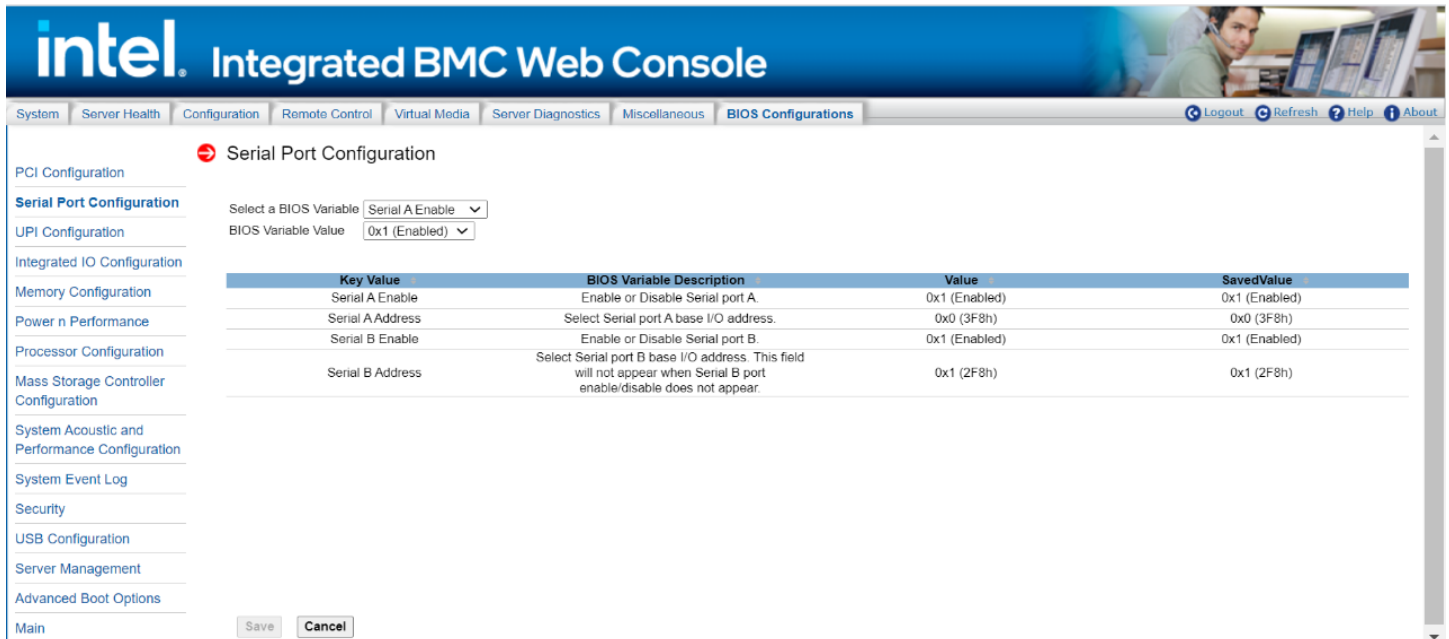 intel. Integrated BMC Web Console
System Server Health Configuration Remote Control Virtual Media Server Diagnostics Miscellaneous BIOS Configurations Logout Refresh Help About
Serial Port Configuration
PCI Configuration
Serial Port Configuration
UPI Configuration
Integrated IO Configuration
Memory Configuration
Power n Performance
Processor Configuration
Mass Storage Controller
Configuration
System Acoustic and
Performance Configuration
System Event Log
Security
USB Configuration
Server Management
Advanced Boot Options
Main
Select a BIOS Variable Serial A Enable
BIOS Variable Value 0x1 (Enabled)
Key Value BIOS Variable Description Value SavedValue
Serial A Enable Enable or Disable Serial port A. 0x1 (Enabled) 0x1 (Enabled)
Serial A Address Select Serial port A base I/O address. 0x0 (3F8h) 0x0 (3F8h)
Serial B Enable Enable or Disable Serial port B. 0x1 (Enabled) 0x1 (Enabled)
Select Serial port B base I/O address. This field
Serial B Address will not appear when Serial B port 0x1 (2F8h) 0x1 (2F8h)
enable/disable does not appear.
Save Cancel